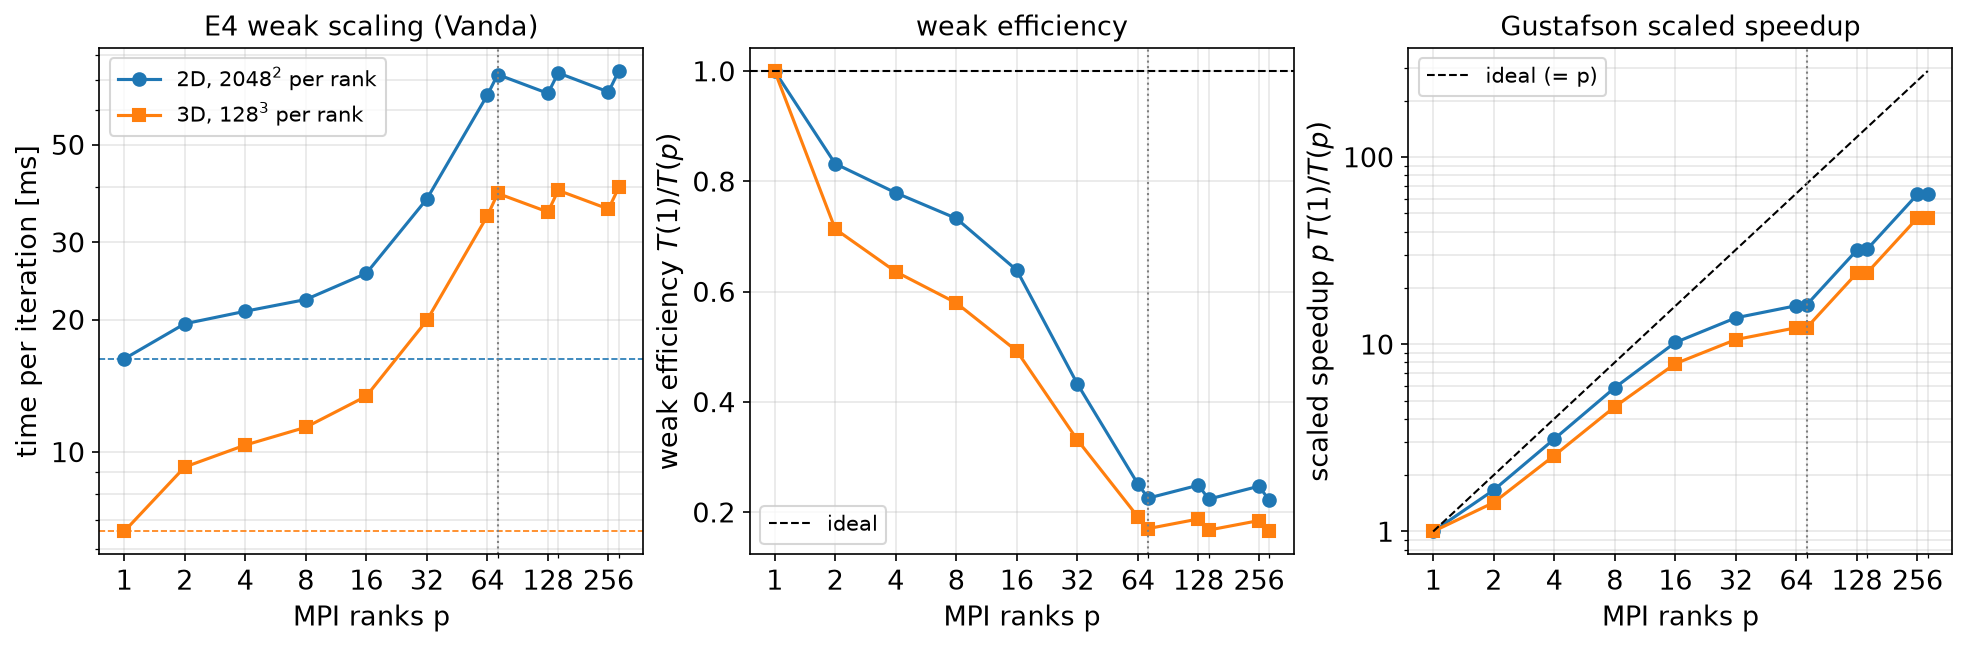 E4 weak scaling (Vanda)
2D, 2048² per rank
3D, 128³ per rank
50
30
20
10
time per iteration [ms]
1 2 4 8 16 32 64 128 256
MPI ranks p
weak efficiency
1.0
0.8
0.6
0.4
0.2
weak efficiency T(1)/T(p)
ideal
1 2 4 8 16 32 64 128 256
MPI ranks p
Gustafson scaled speedup
ideal (= p)
100
10
1
scaled speedup p T(1)/T(p)
1 2 4 8 16 32 64 128 256
MPI ranks p